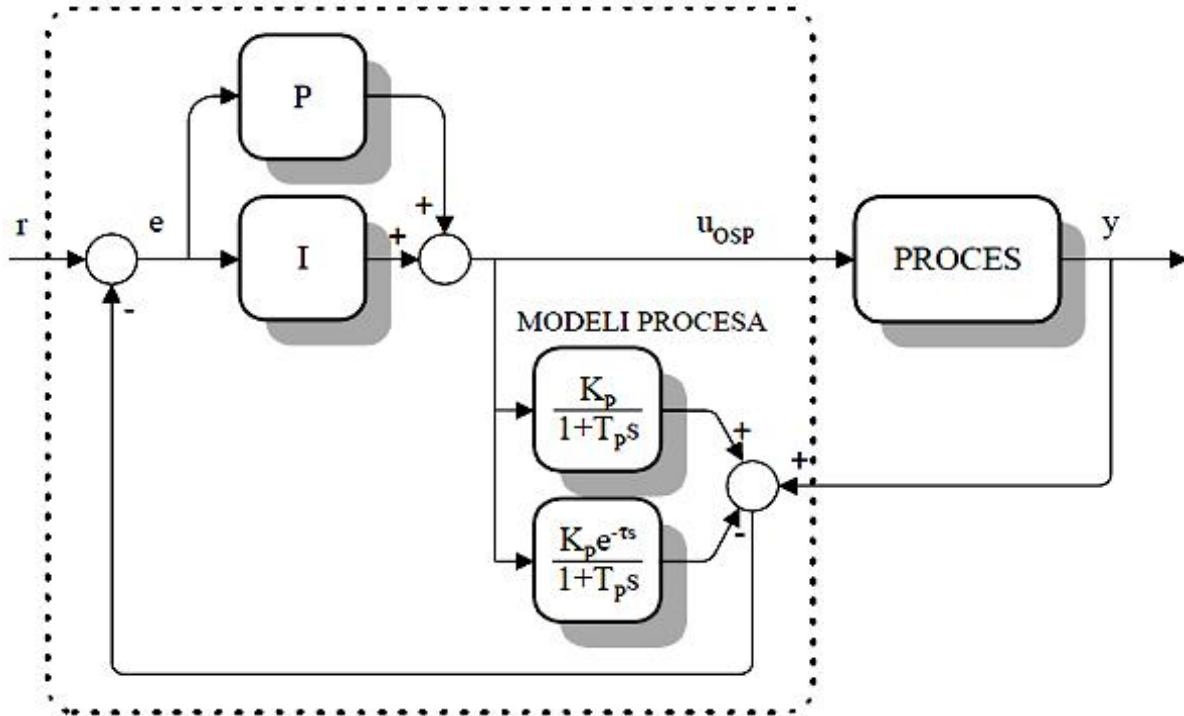 P
+
r
e
I
+
u_OSP
PROCES
y
-
MODELI PROCESA
K_p
1+T_ps
+
+
-
K_pe^-τs
1+T_ps